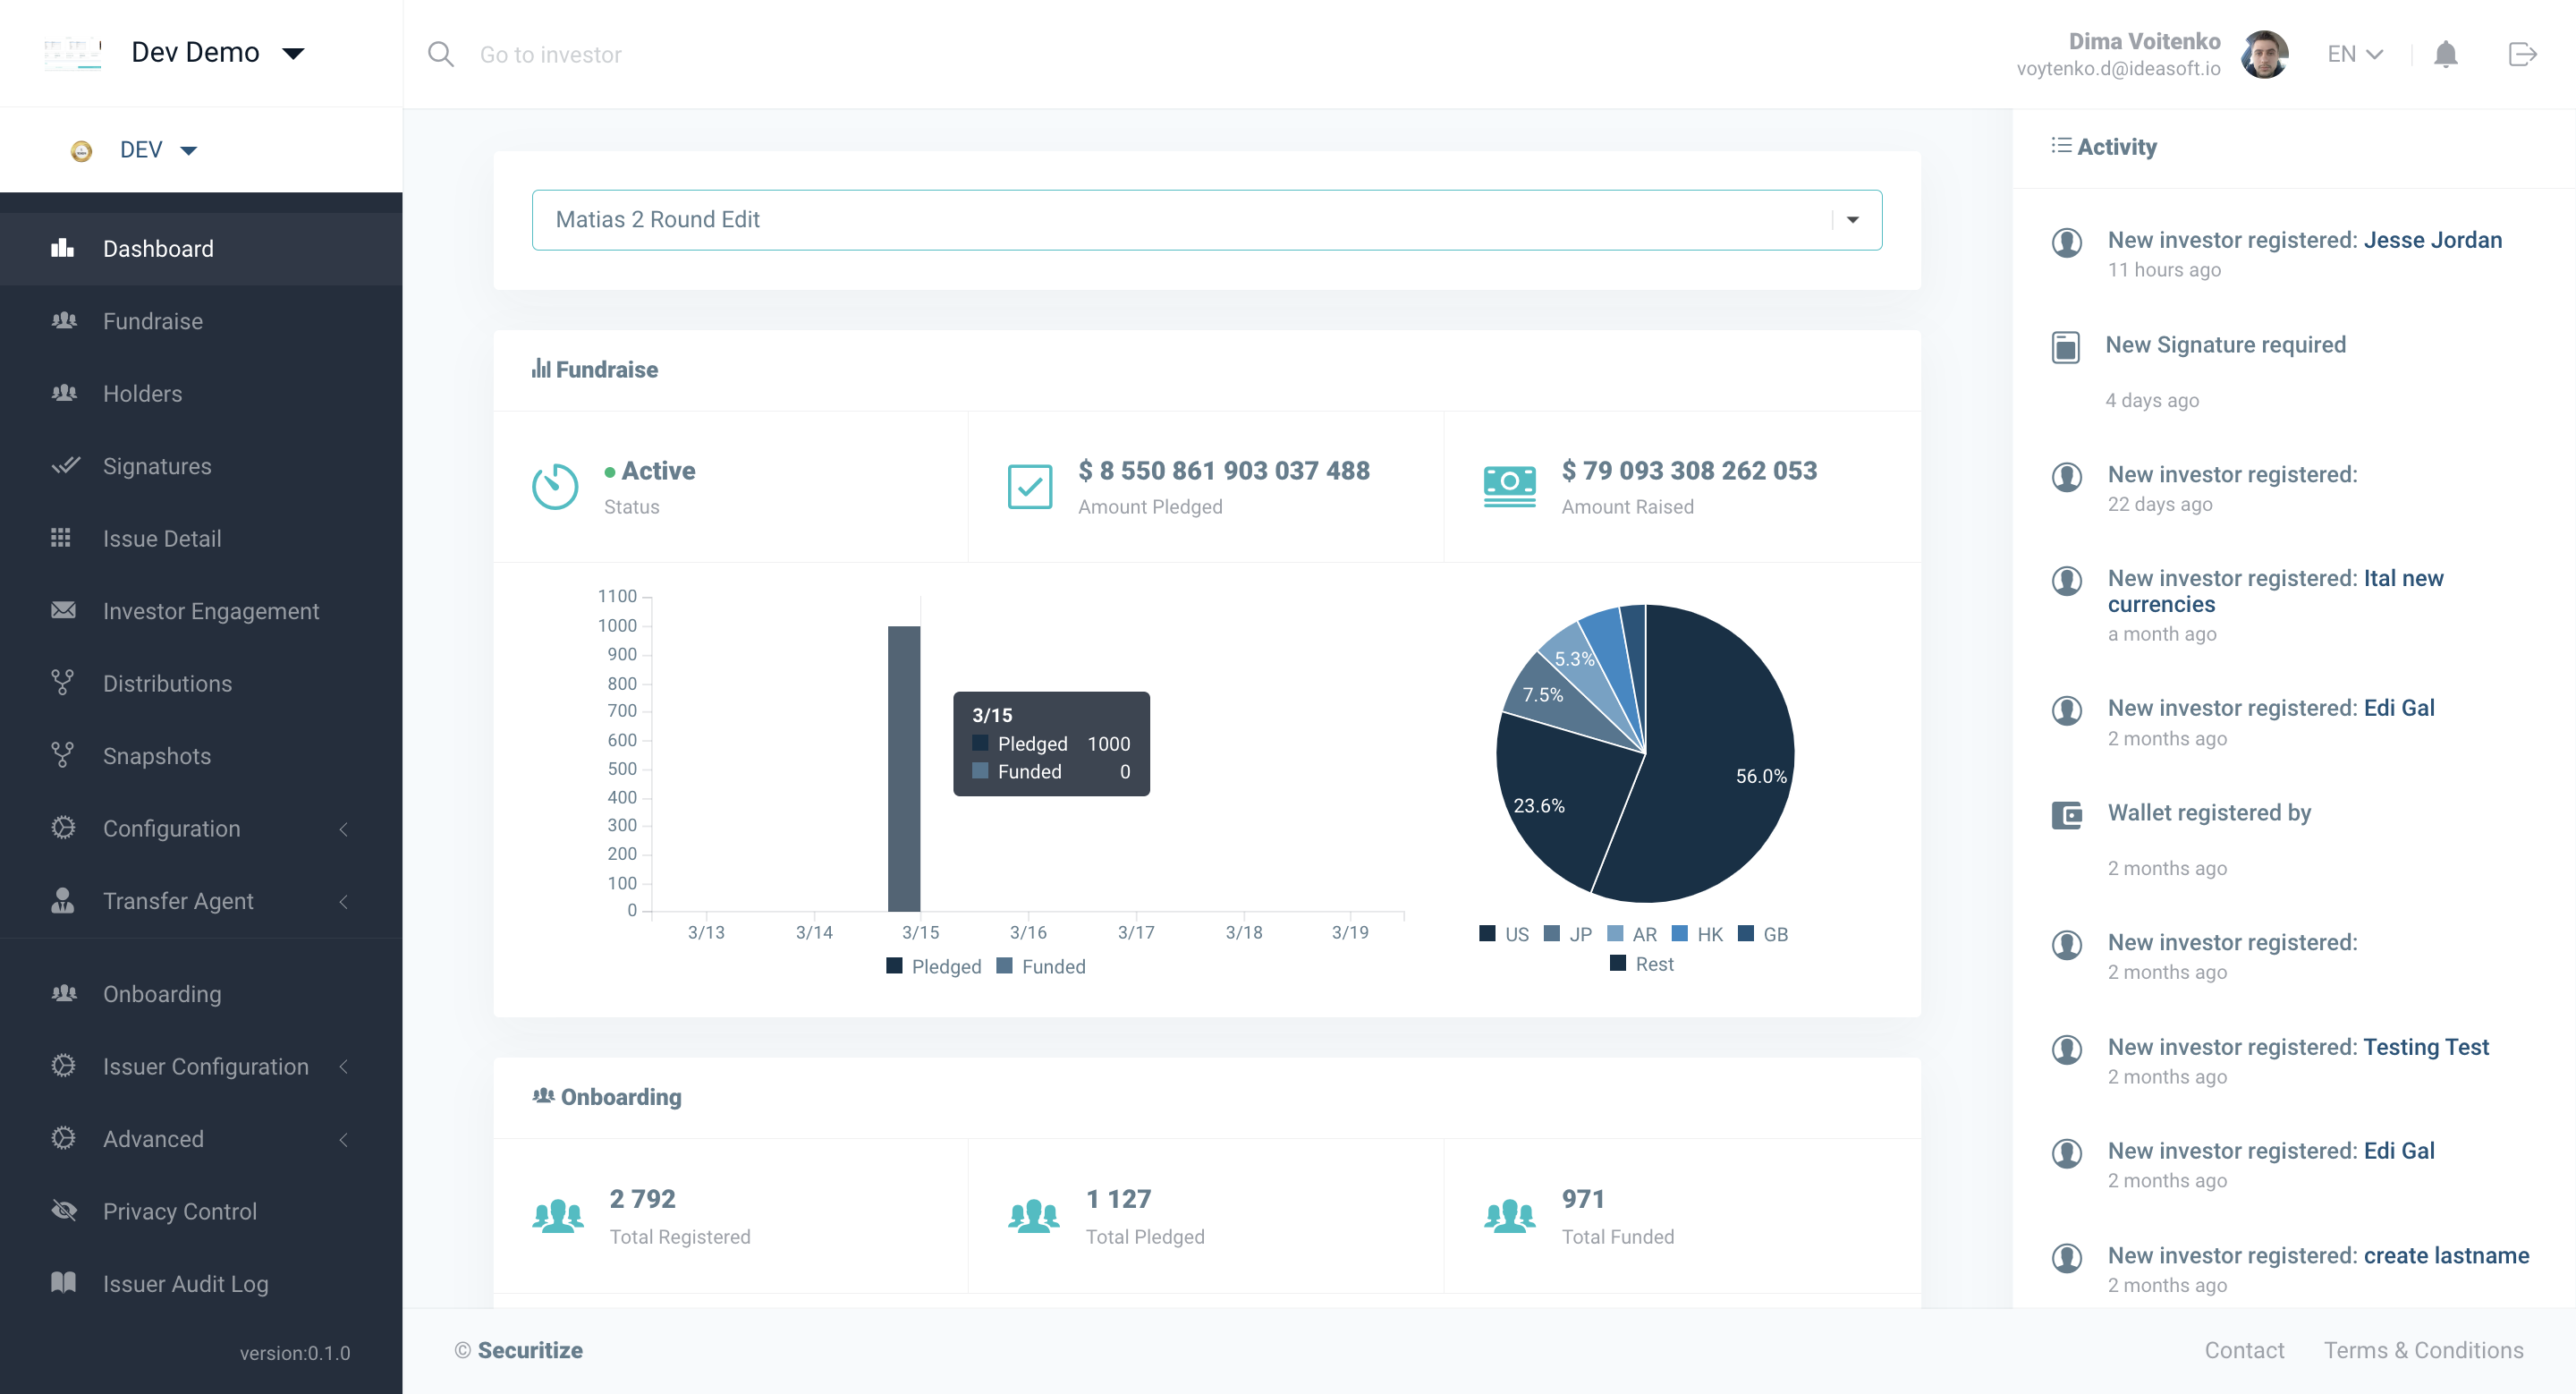 Dev Demo
Go to investor
Dima Voitenko
voytenko.d@ideasoft.io
EN
DEV
Dashboard
Fundraise
Holders
Signatures
Issue Detail
Investor Engagement
Distributions
Snapshots
Configuration
Transfer Agent
Onboarding
Issuer Configuration
Advanced
Privacy Control
Issuer Audit Log
version:0.1.0
Matias 2 Round Edit
Fundraise
Active
Status
$ 8 550 861 903 037 488
Amount Pledged
$ 79 093 308 262 053
Amount Raised
1100
1000
900
800
700
600
500
400
300
200
100
0
3/13 3/14 3/15 3/16 3/17 3/18 3/19
Pledged Funded
3/15
Pledged 1000
Funded 0
5.3%
7.5%
56.0%
23.6%
US JP AR HK GB
Rest
Onboarding
2 792
Total Registered
1 127
Total Pledged
971
Total Funded
Activity
New investor registered: Jesse Jordan
11 hours ago
New Signature required
4 days ago
New investor registered:
22 days ago
New investor registered: Ital new
currencies
a month ago
New investor registered: Edi Gal
2 months ago
Wallet registered by
2 months ago
New investor registered:
2 months ago
New investor registered: Testing Test
2 months ago
New investor registered: Edi Gal
2 months ago
New investor registered: create lastname
2 months ago
© Securitize
Contact Terms & Conditions